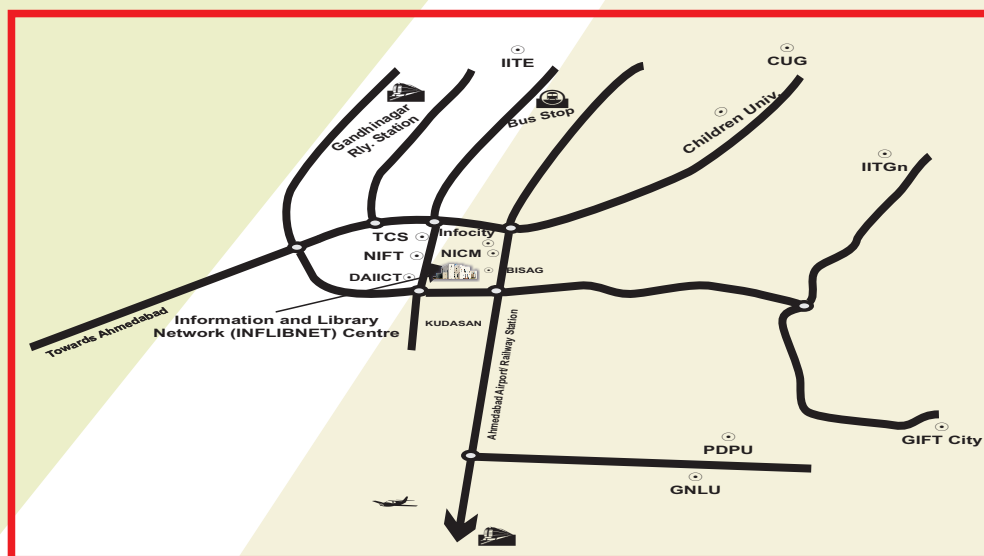 IITE
CUG
Gandhinagar
Rly. Station
Bus Stop
Children Univ.
IITGn
TCS
Infocity
NIFT
NICM
DAIICT
BISAG
Towards Ahmedabad
Information and Library
Network (INFLIBNET) Centre
KUDASAN
Ahmedabad Airport/ Railway Station
GIFT City
PDPU
GNLU